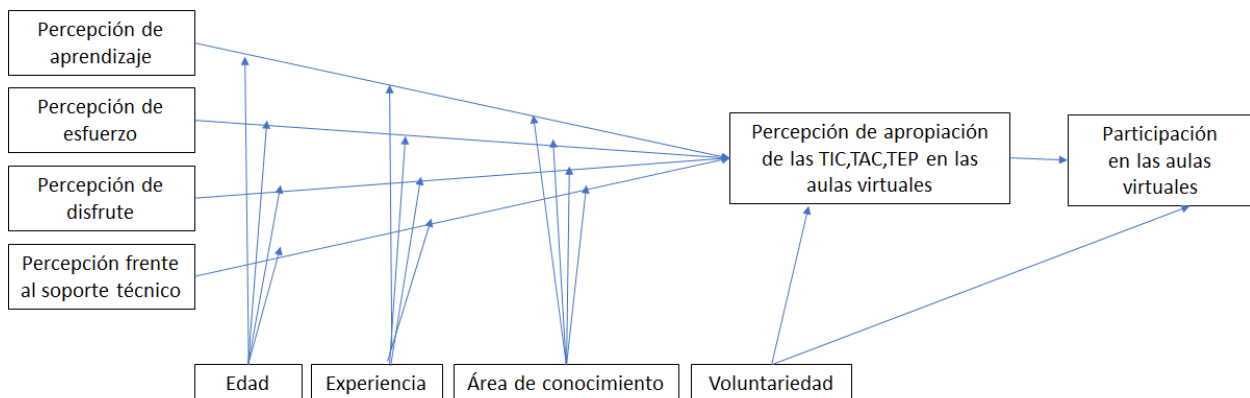 Percepción de
aprendizaje
Percepción de
esfuerzo
Percepción de
disfrute
Percepción frente
al soporte técnico
Percepción de apropiación
de las TIC,TAC,TEP en las
aulas virtuales
Participación
en las aulas
virtuales
Edad
Experiencia
Área de conocimiento
Voluntariedad